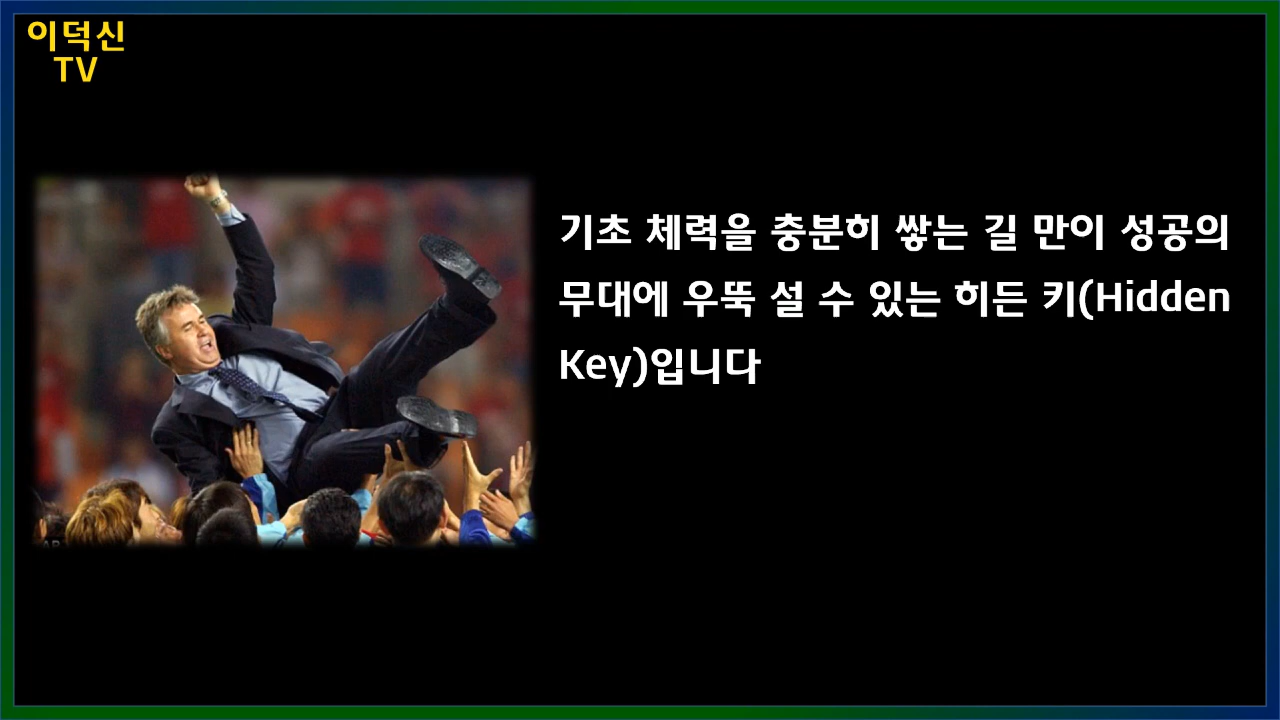 이덕신
TV
기초 체력을 충분히 쌓는 길 만이 성공의
무대에 우뚝 설 수 있는 히든 키(Hidden
Key)입니다